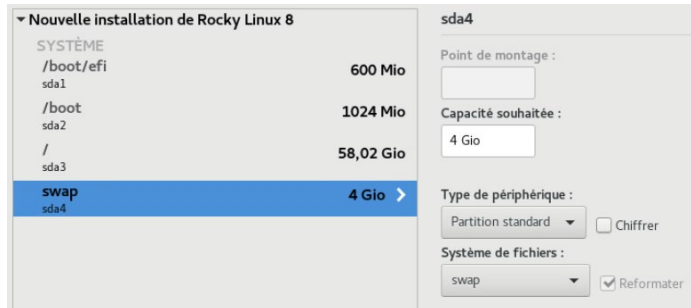 Nouvelle installation de Rocky Linux 8
SYSTÈME
/boot/efi 600 Mio
sda1
/boot 1024 Mio
sda2
/ 58,02 Gio
sda3
swap 4 Gio
sda4
sda4
Point de montage :
Capacité souhaitée :
4 Gio
Type de périphérique :
Partition standard Chiffrer
Système de fichiers :
swap Reformater